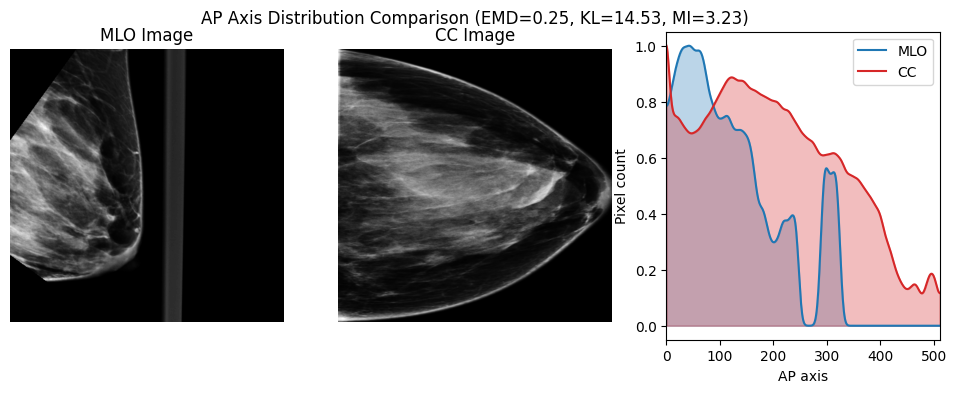 AP Axis Distribution Comparison (EMD=0.25, KL=14.53, MI=3.23)
MLO Image
CC Image
MLO
CC
Pixel count
1.0
0.8
0.6
0.4
0.2
0.0
0 100 200 300 400 500
AP axis